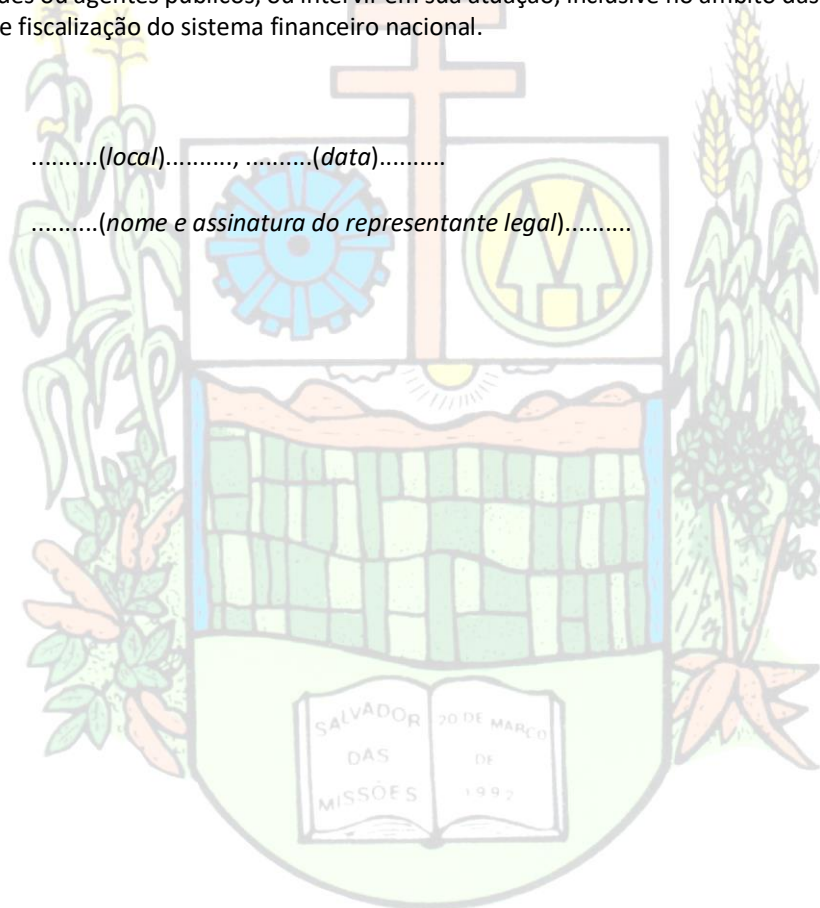 ou agentes públicos, ou intervir em sua atuação, inclusive no âmbito das
e fiscalização do sistema financeiro nacional.
..........(local).........., ..........(data)..........
..........(nome e assinatura do representante legal)..........
SALVADOR
DAS
MISSÕES
20 DE MARÇO
DE
1992